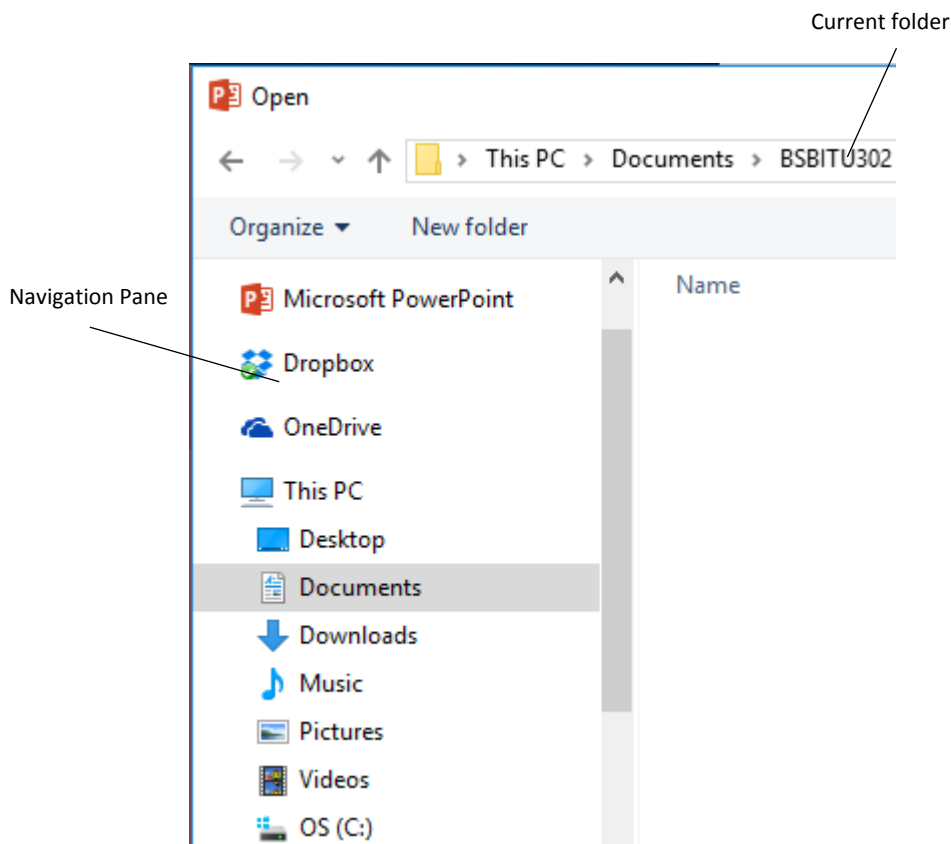 Current folder
Open
This PC > Documents > BSBITU302
Organize New folder
Navigation Pane
Name
Microsoft PowerPoint
Dropbox
OneDrive
This PC
Desktop
Documents
Downloads
Music
Pictures
Videos
OS (C:)